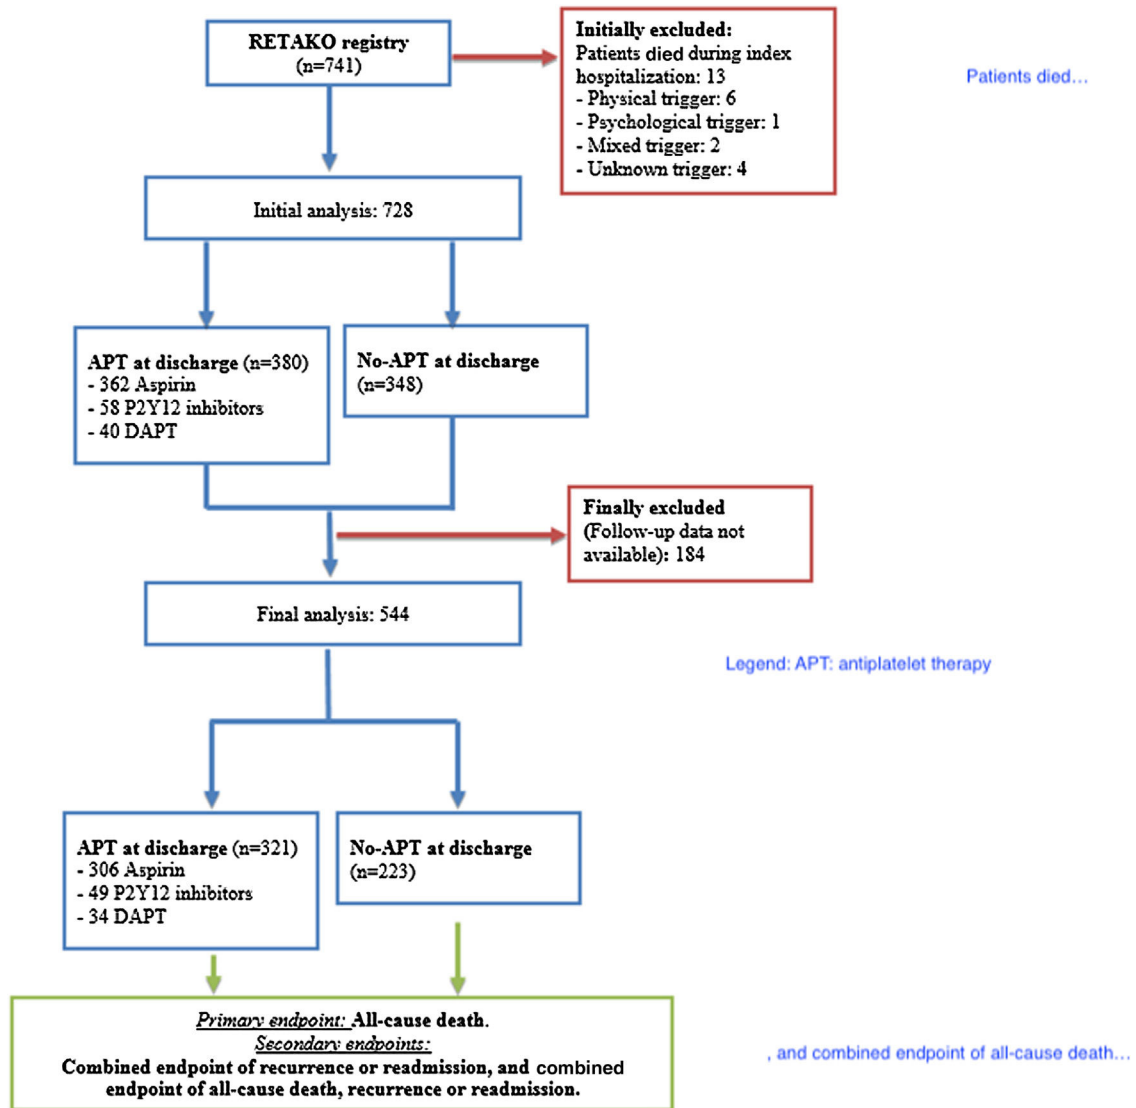 RETAKO registry
(n=741)
Initially excluded:
Patients died during index
hospitalization: 13
- Physical trigger: 6
- Psychological trigger: 1
- Mixed trigger: 2
- Unknown trigger: 4
Patients died...
Initial analysis: 728
APT at discharge (n=380)
- 362 Aspirin
- 58 P2Y12 inhibitors
- 40 DAPT
No-APT at discharge
(n=348)
Finally excluded
(Follow-up data not
available): 184
Final analysis: 544
Legend: APT: antiplatelet therapy
APT at discharge (n=321)
- 306 Aspirin
- 49 P2Y12 inhibitors
- 34 DAPT
No-APT at discharge
(n=223)
Primary endpoint: All-cause death.
Secondary endpoints:
Combined endpoint of recurrence or readmission, and combined
endpoint of all-cause death, recurrence or readmission.
, and combined endpoint of all-cause death...